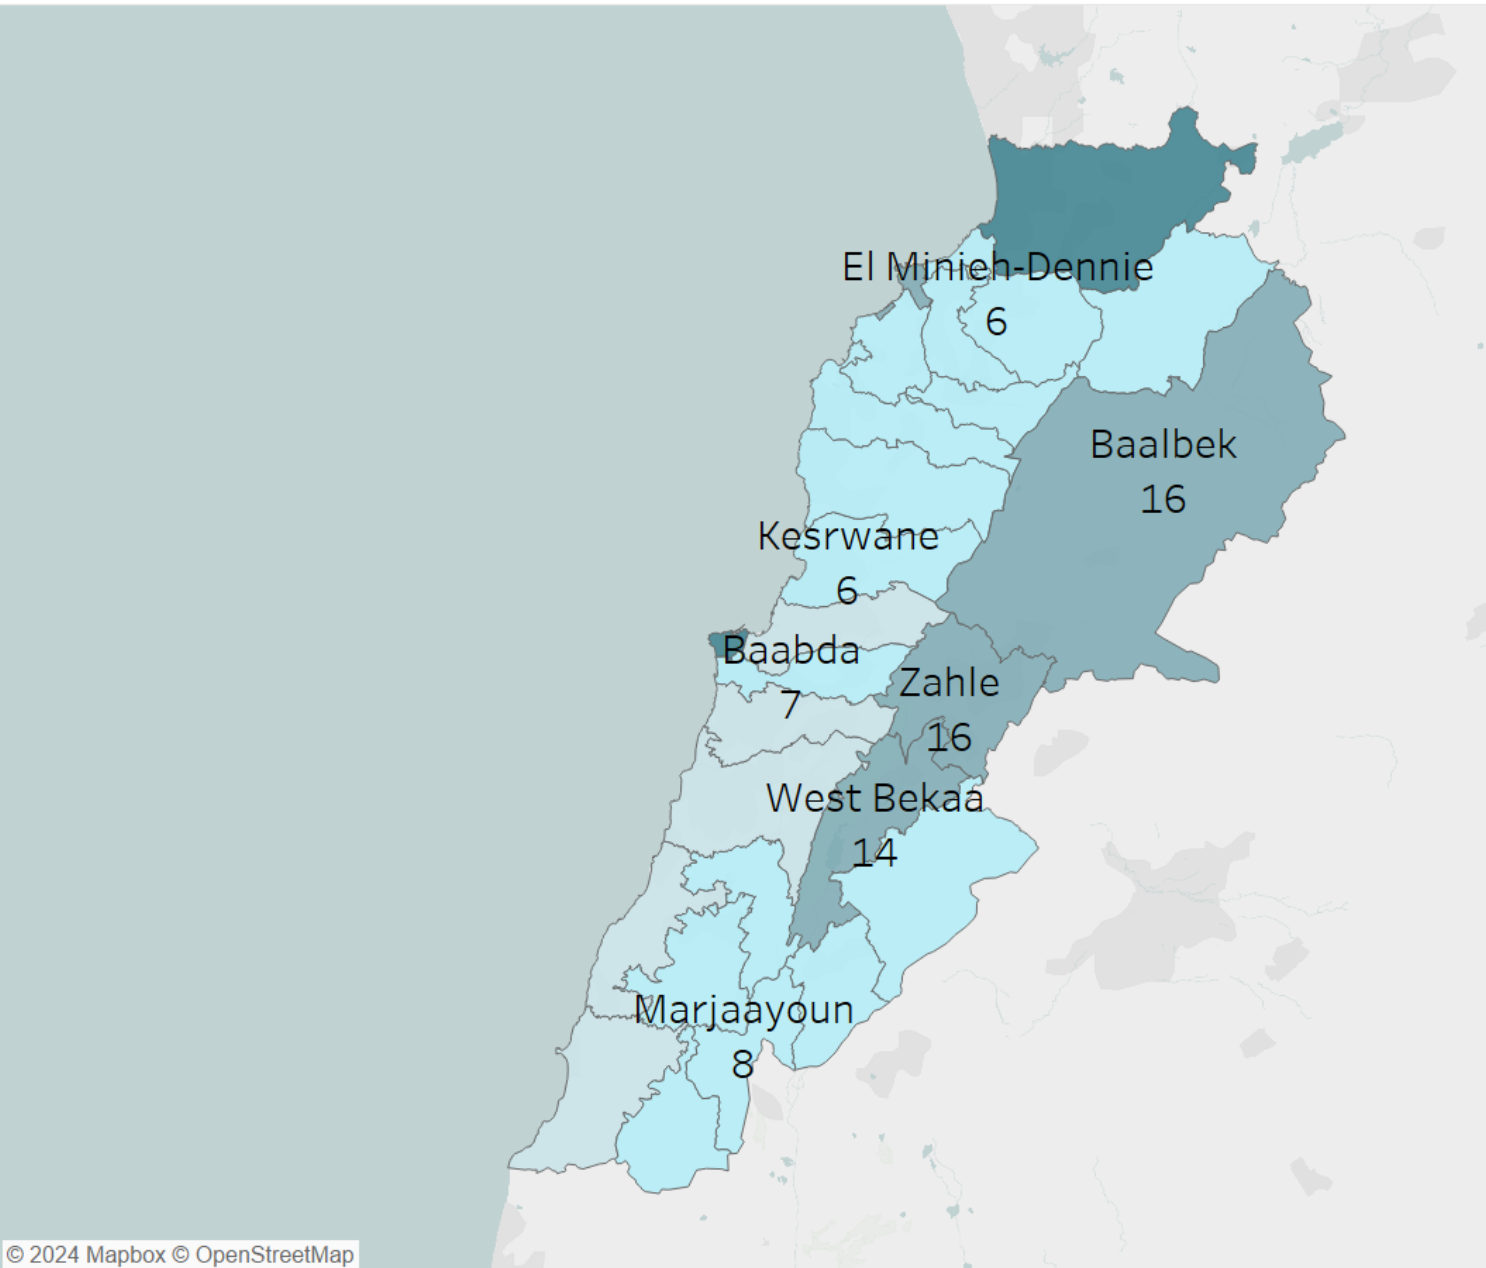 El Minieh-Dennie
6
Baalbek
16
Kesrwane
6
Baabda
7
Zahle
16
West Bekaa
14
Marjaayoun
8
© 2024 Mapbox © OpenStreetMap